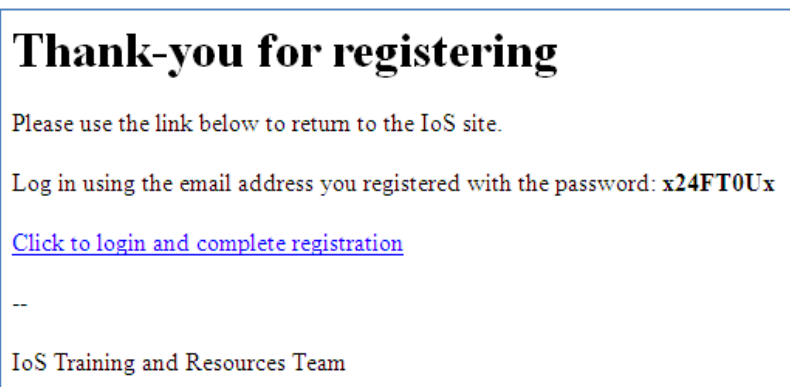 Thank-you for registering
Please use the link below to return to the IoS site.
Log in using the email address you registered with the password: x24FT0Ux
Click to login and complete registration
--
IoS Training and Resources Team